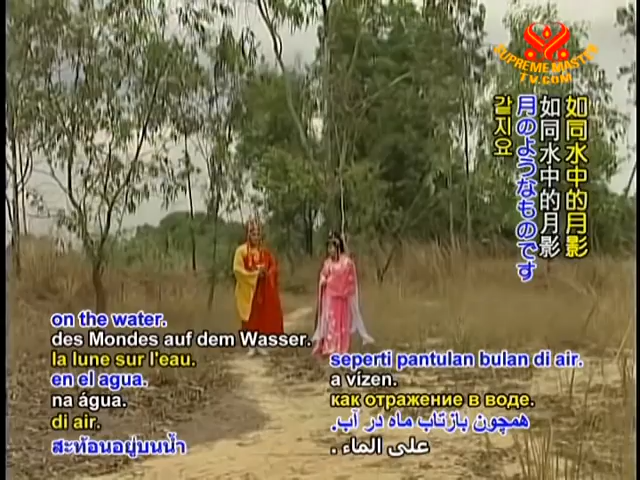 SUPREME MASTER
TV.COM
如同水中的月影
如同水中的月影
月のようなものです
갈지요
on the water.
des Mondes auf dem Wasser.
la lune sur l'eau.
en el agua.
na água.
di air.
สะท้อนอยู่บนน้ำ
seperti pantulan bulan di air.
a vízen.
как отражение в воде.
همچون بازتاب ماه در آب.
على الماء .